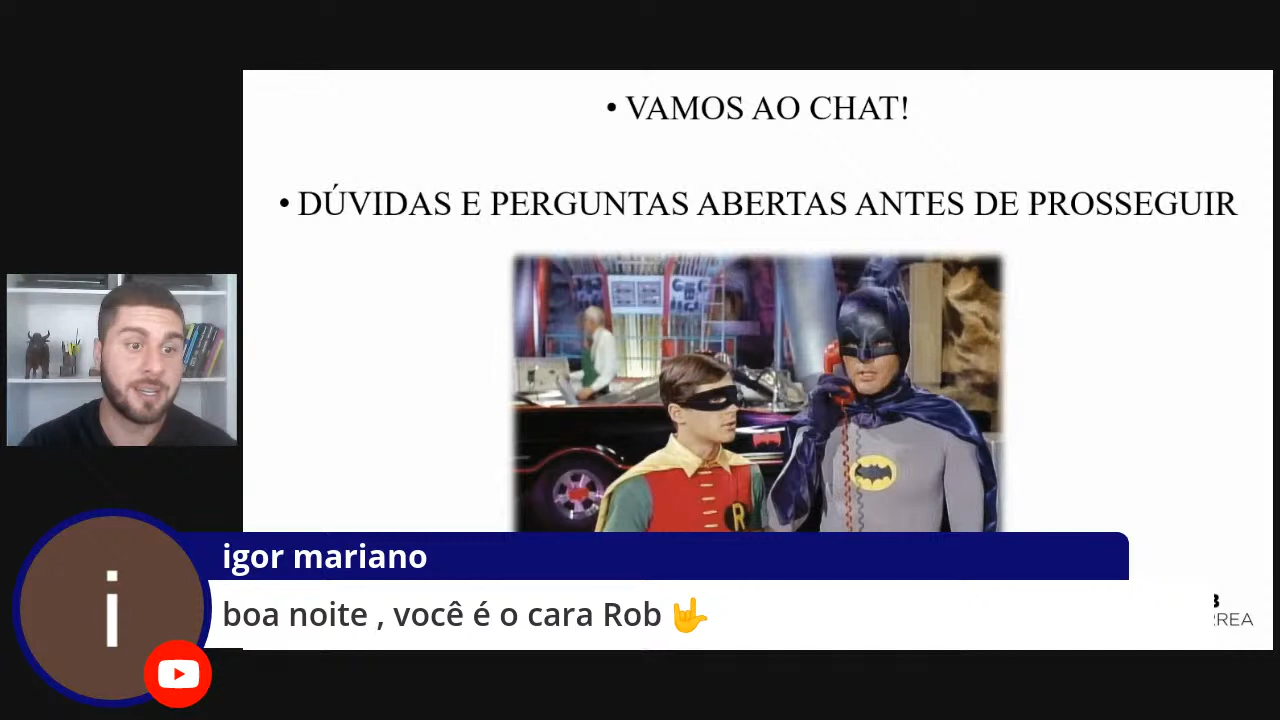 • VAMOS AO CHAT!
• DÚVIDAS E PERGUNTAS ABERTAS ANTES DE PROSSEGUIR
R
igor mariano
i
boa noite , você é o cara Rob 🤟